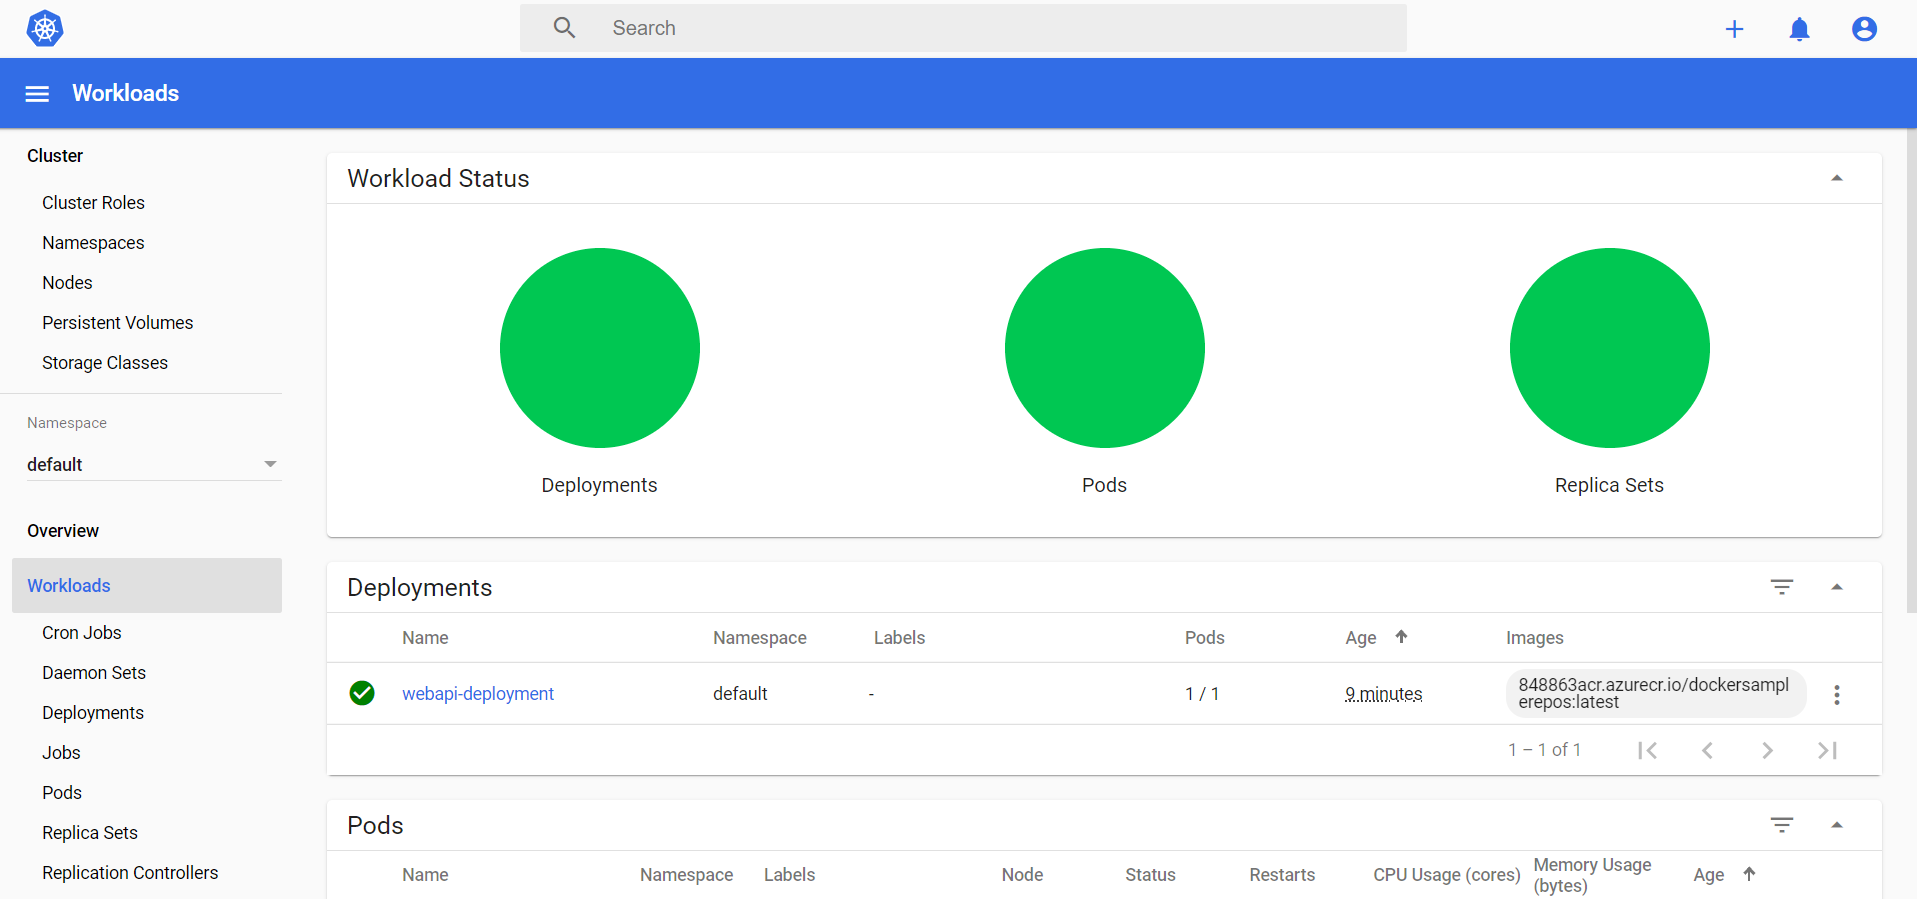 Search
Workloads
Cluster
Cluster Roles
Namespaces
Nodes
Persistent Volumes
Storage Classes
Namespace
default
Overview
Workloads
Cron Jobs
Daemon Sets
Deployments
Jobs
Pods
Replica Sets
Replication Controllers
Workload Status
Deployments Pods Replica Sets
Deployments
Name Namespace Labels Pods Age Images
webapi-deployment default - 1 / 1 9 minutes 848863acr.azurecr.io/dockersampl
erepos:latest
1 – 1 of 1
Pods
Name Namespace Labels Node Status Restarts CPU Usage (cores) Memory Usage
(bytes) Age